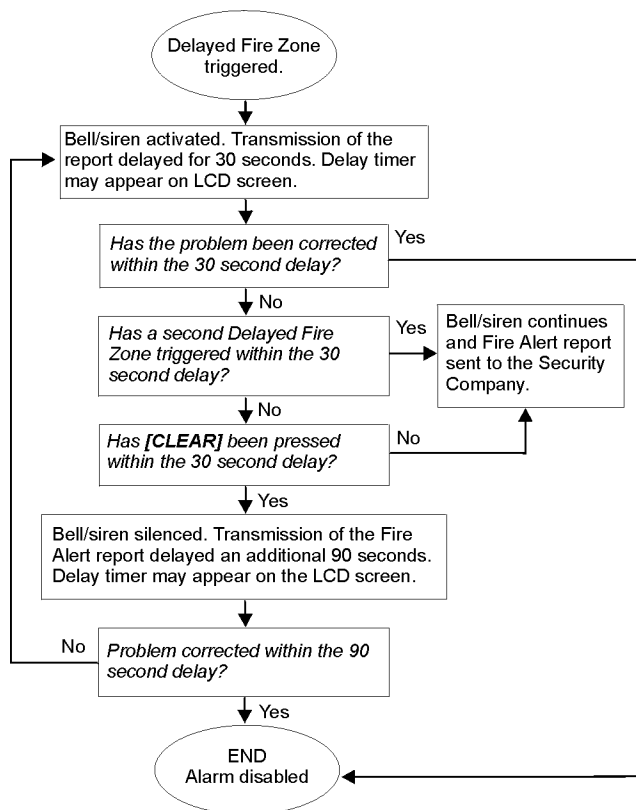 Delayed Fire Zone
triggered.
Bell/siren activated. Transmission of the
report delayed for 30 seconds. Delay timer
may appear on LCD screen.
Has the problem been corrected
within the 30 second delay?
Yes
No
Has a second Delayed Fire
Zone triggered within the 30
second delay?
Yes
Bell/siren continues
and Fire Alert report
sent to the Security
Company.
No
Has [CLEAR] been pressed
within the 30 second delay?
No
Yes
Bell/siren silenced. Transmission of the Fire
Alert report delayed an additional 90 seconds.
Delay timer may appear on the LCD screen.
No
Problem corrected within the 90
second delay?
Yes
END
Alarm disabled